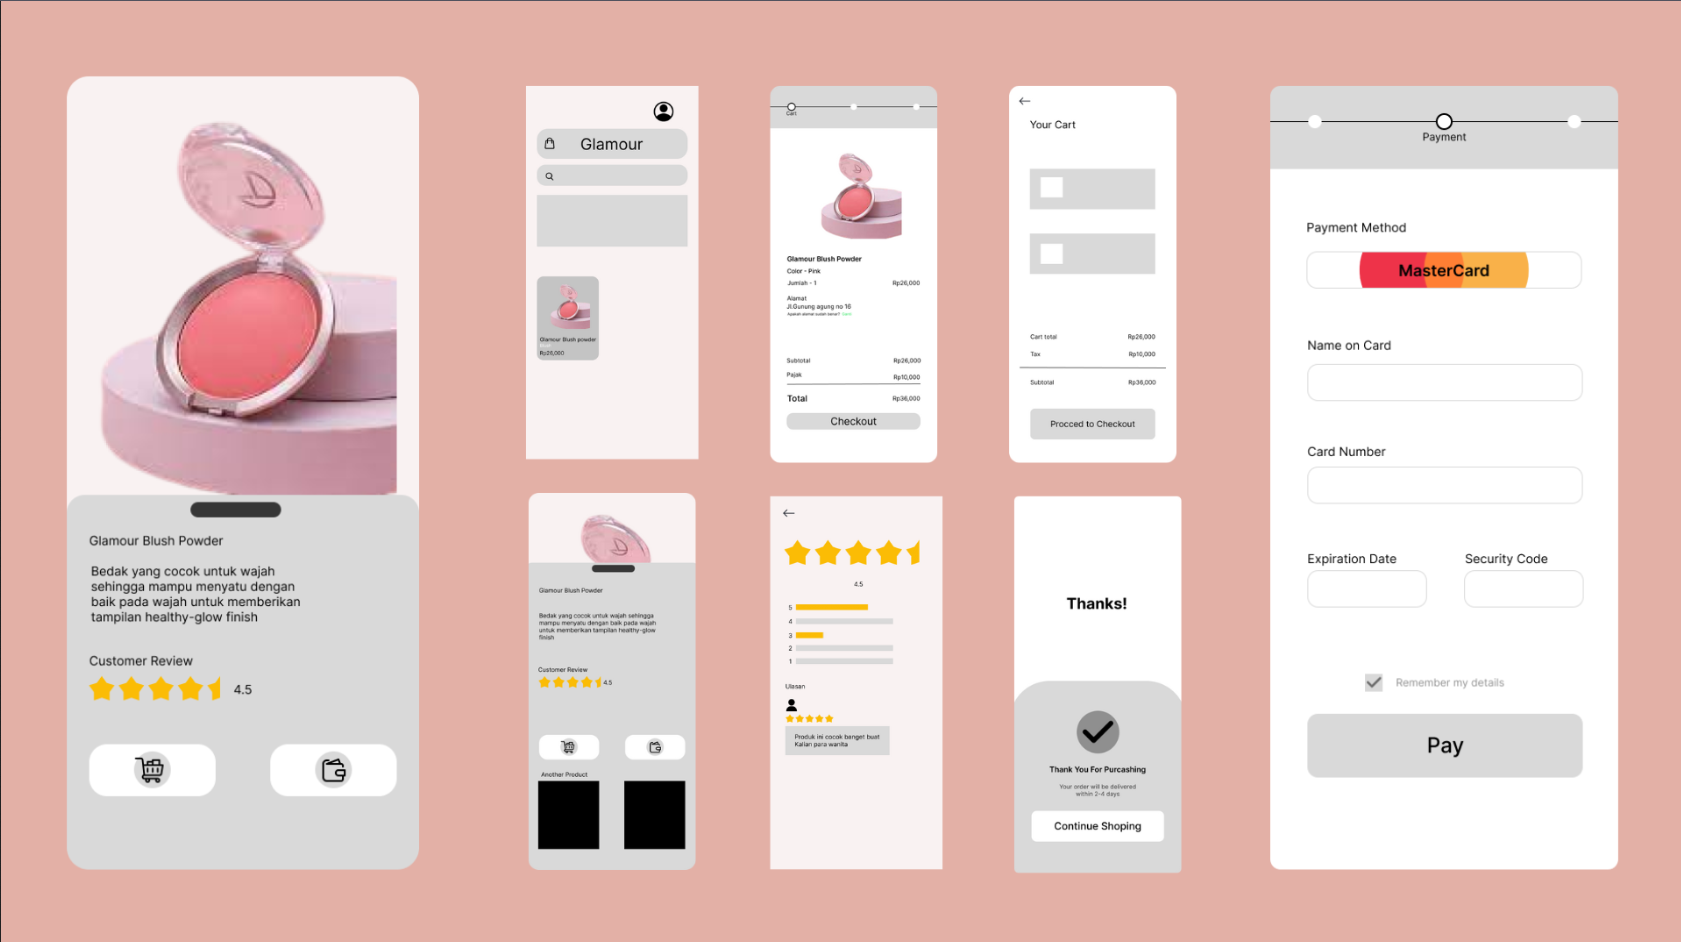 Glamour Blush Powder
Bedak yang cocok untuk wajah
sehingga mampu menyatu dengan
baik pada wajah untuk memberikan
tampilan healthy-glow finish
Customer Review
4.5
Glamour
Glamour Blush powder
Rp26,000
Cart
Glamour Blush Powder
Color - Pink
Jumlah - 1 Rp26,000
Alamat
Jl.Gunung agung no 16
Apakah alamat sudah benar?
Subtotal Rp26,000
Pajak Rp10,000
Total Rp36,000
Checkout
Your Cart
Cart total Rp26,000
Tax Rp10,000
Subtotal Rp36,000
Procced to Checkout
Glamour Blush Powder
Bedak yang cocok untuk wajah sehingga
mampu menyatu dengan baik pada wajah
untuk memberikan tampilan healthy-glow
finish
Customer Review
4.5
Another Product
4.5
5
4
3
2
1
Ulasan
Produk ini cocok benget buat
Kalian para wanita
Thanks!
Thank You For Purcashing
Your order will be delivered
within 2-4 days
Continue Shoping
Payment
Payment Method
MasterCard
Name on Card
Card Number
Expiration Date Security Code
Remember my details
Pay